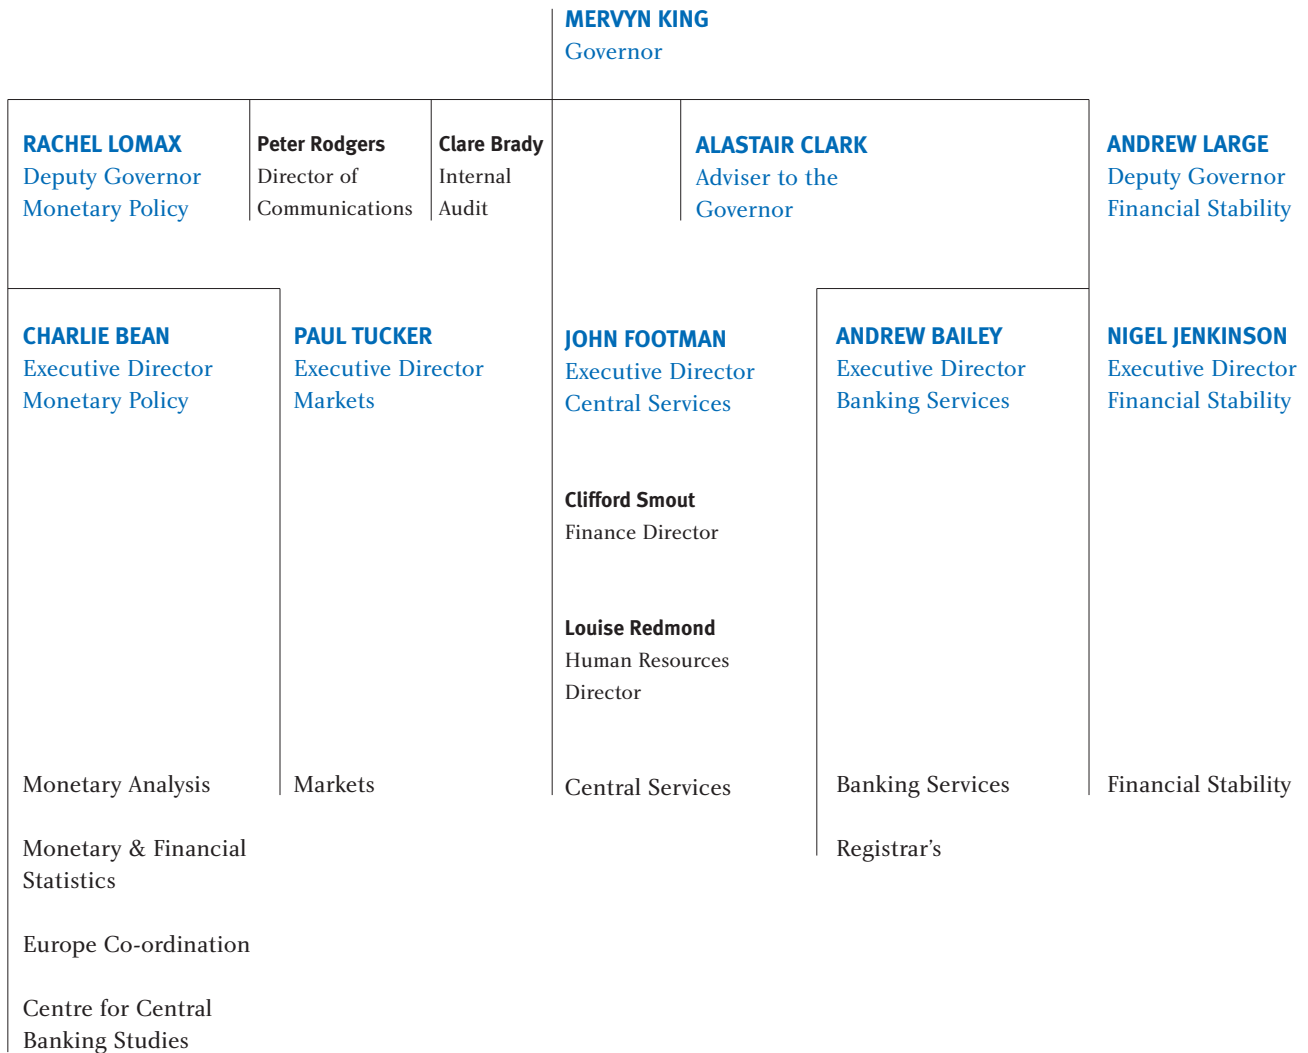 MERVYN KING
Governor
RACHEL LOMAX
Deputy Governor
Monetary Policy
Peter Rodgers
Director of
Communications
Clare Brady
Internal
Audit
ALASTAIR CLARK
Adviser to the
Governor
ANDREW LARGE
Deputy Governor
Financial Stability
CHARLIE BEAN
Executive Director
Monetary Policy
PAUL TUCKER
Executive Director
Markets
JOHN FOOTMAN
Executive Director
Central Services
ANDREW BAILEY
Executive Director
Banking Services
NIGEL JENKINSON
Executive Director
Financial Stability
Clifford Smout
Finance Director
Louise Redmond
Human Resources
Director
Monetary Analysis
Monetary & Financial
Statistics
Europe Co-ordination
Centre for Central
Banking Studies
Markets
Central Services
Banking Services
Registrar's
Financial Stability